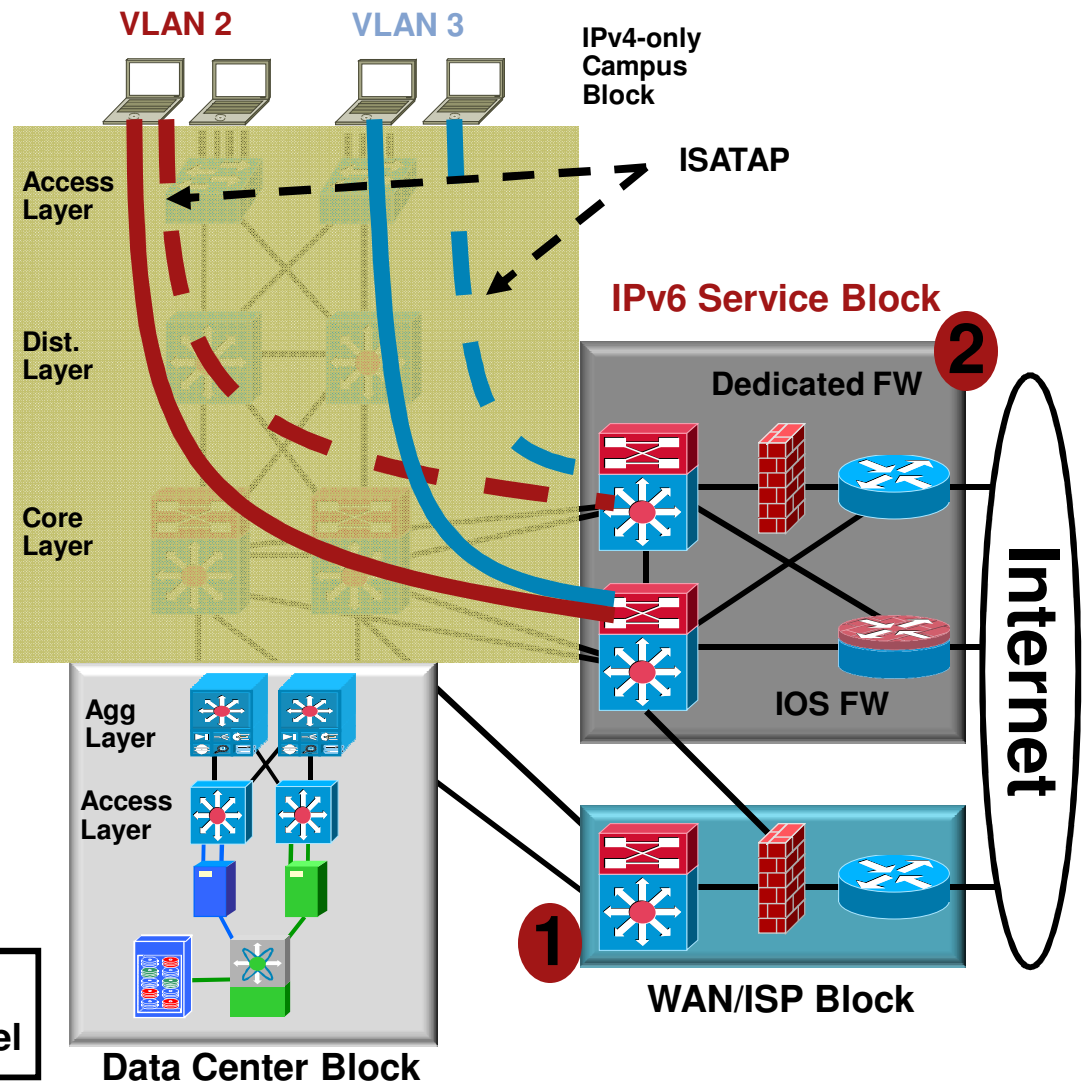 VLAN 2
VLAN 3
IPv4-only
Campus
Block
ISATAP
Access
Layer
IPv6 Service Block
2
Dist.
Layer
Dedicated FW
Core
Layer
Internet
IOS FW
Agg
Layer
Access
Layer
1
WAN/ISP Block
el
Data Center Block